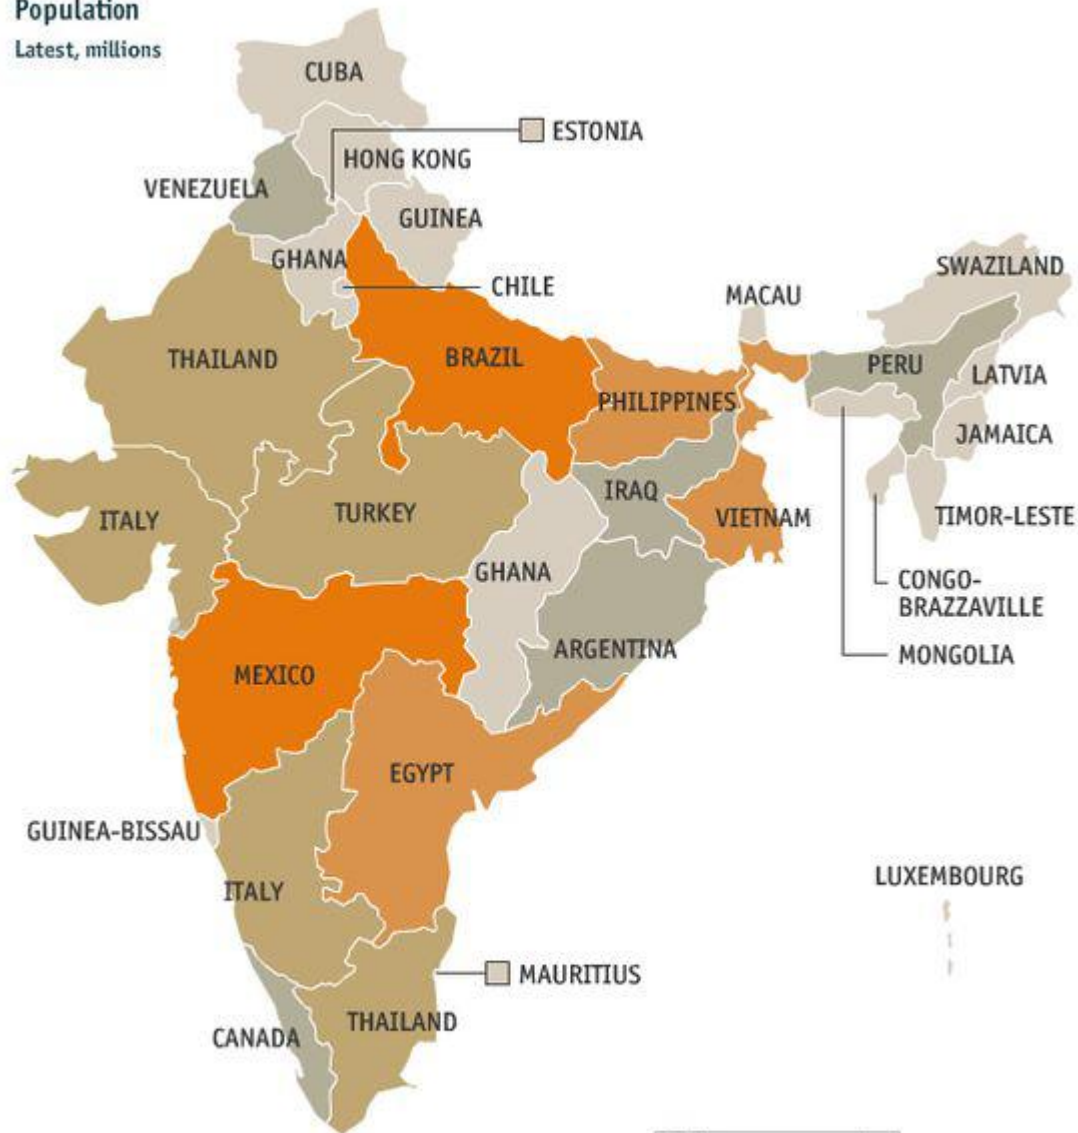 Population
Latest, millions
CUBA
ESTONIA
HONG KONG
VENEZUELA
GUINEA
GHANA
CHILE
SWAZILAND
MACAU
THAILAND
BRAZIL
PERU
LATVIA
PHILIPPINES
JAMAICA
IRAQ
ITALY
TURKEY
VIETNAM
TIMOR-LESTE
GHANA
CONGO-
BRAZZAVILLE
ARGENTINA
MONGOLIA
MEXICO
EGYPT
GUINEA-BISSAU
LUXEMBOURG
ITALY
MAURITIUS
THAILAND
CANADA